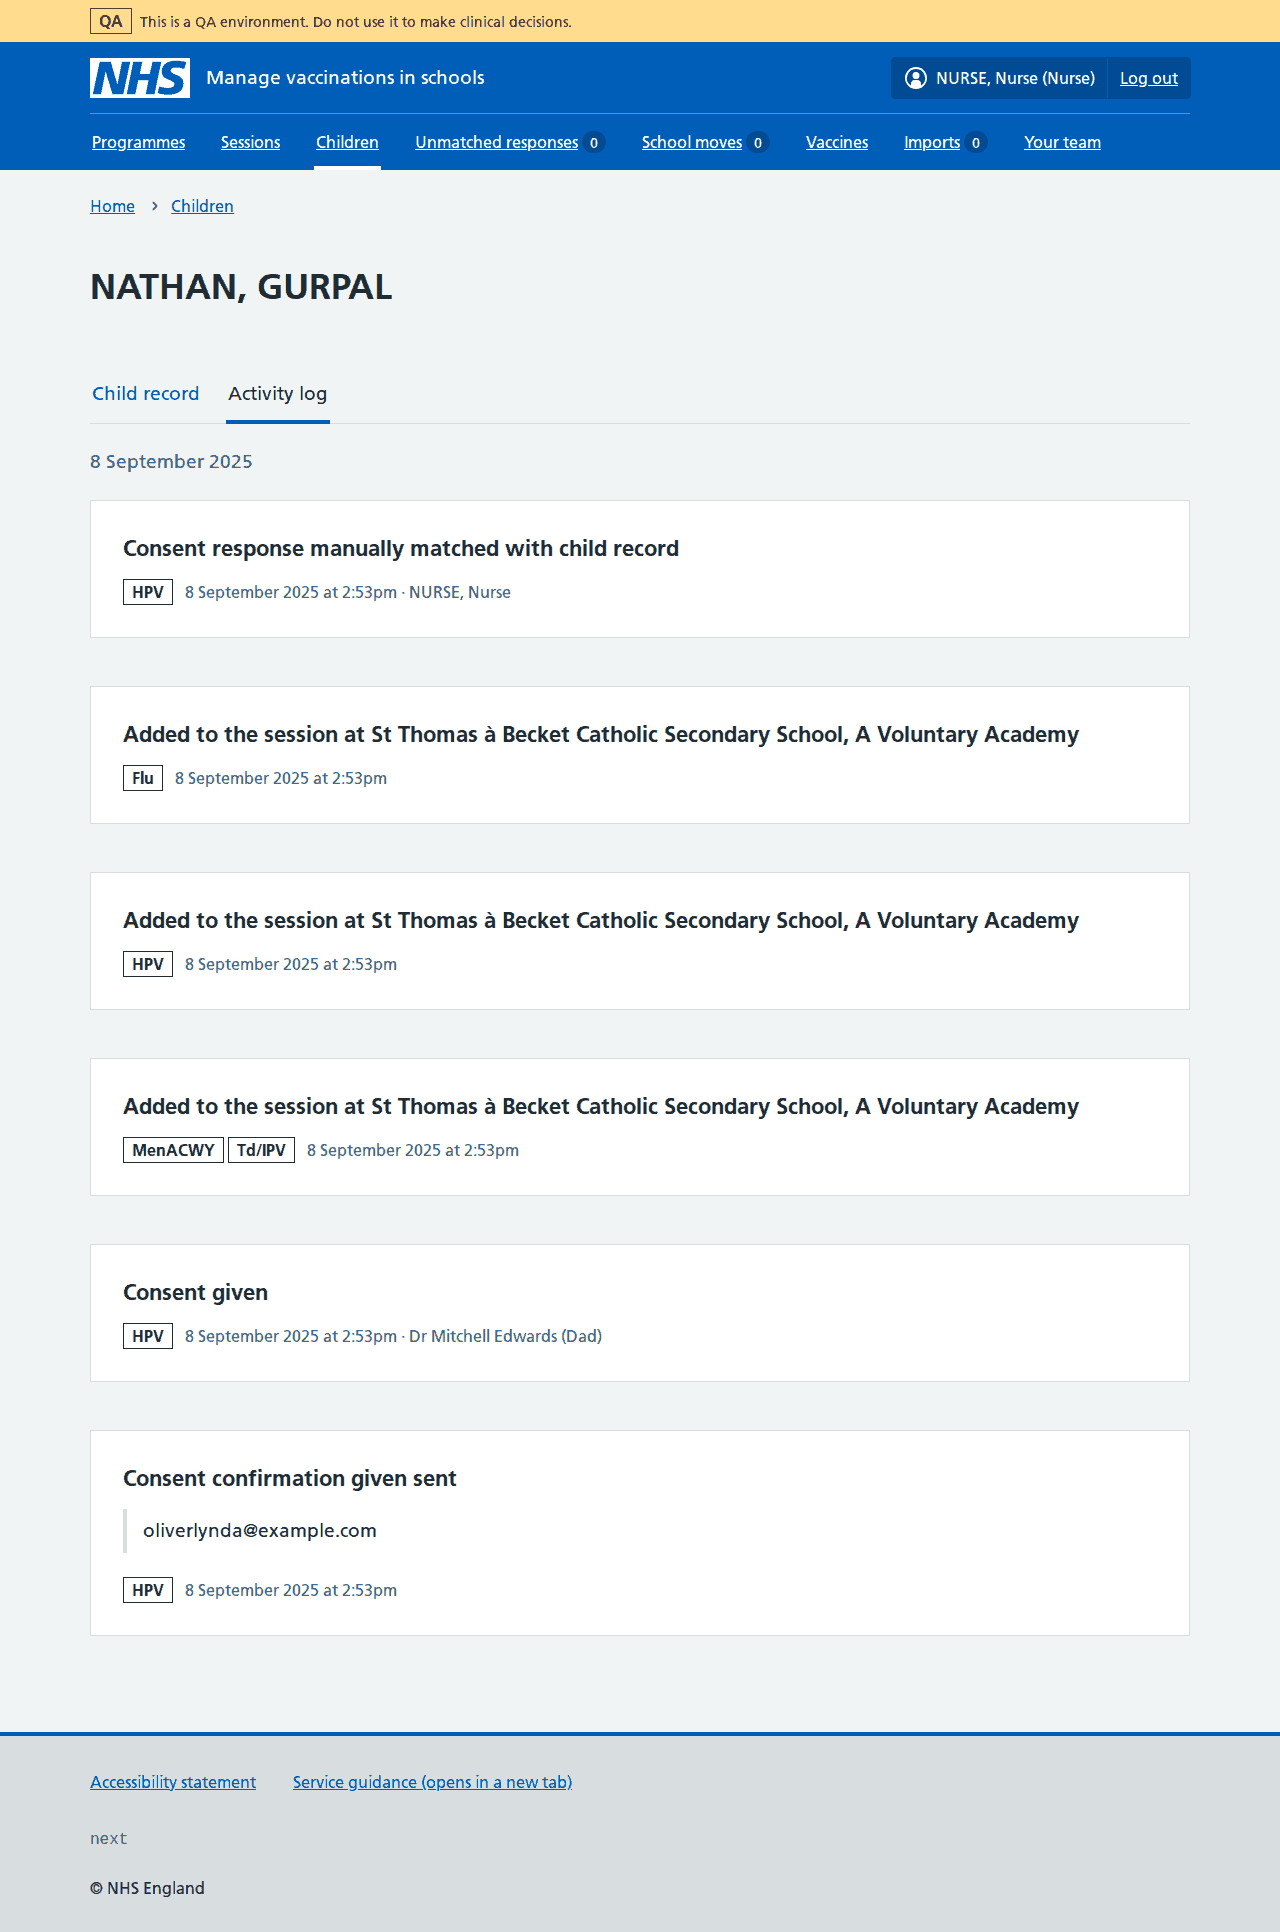 QA This is a QA environment. Do not use it to make clinical decisions.
NHS Manage vaccinations in schools NURSE, Nurse (Nurse) Log out
Programmes Sessions Children Unmatched responses 0 School moves 0 Vaccines Imports 0 Your team
Home › Children
NATHAN, GURPAL
Child record Activity log
8 September 2025
Consent response manually matched with child record
HPV 8 September 2025 at 2:53pm · NURSE, Nurse
Added to the session at St Thomas à Becket Catholic Secondary School, A Voluntary Academy
Flu 8 September 2025 at 2:53pm
Added to the session at St Thomas à Becket Catholic Secondary School, A Voluntary Academy
HPV 8 September 2025 at 2:53pm
Added to the session at St Thomas à Becket Catholic Secondary School, A Voluntary Academy
MenACWY Td/IPV 8 September 2025 at 2:53pm
Consent given
HPV 8 September 2025 at 2:53pm · Dr Mitchell Edwards (Dad)
Consent confirmation given sent
oliverlynda@example.com
HPV 8 September 2025 at 2:53pm
Accessibility statement Service guidance (opens in a new tab)
next
© NHS England